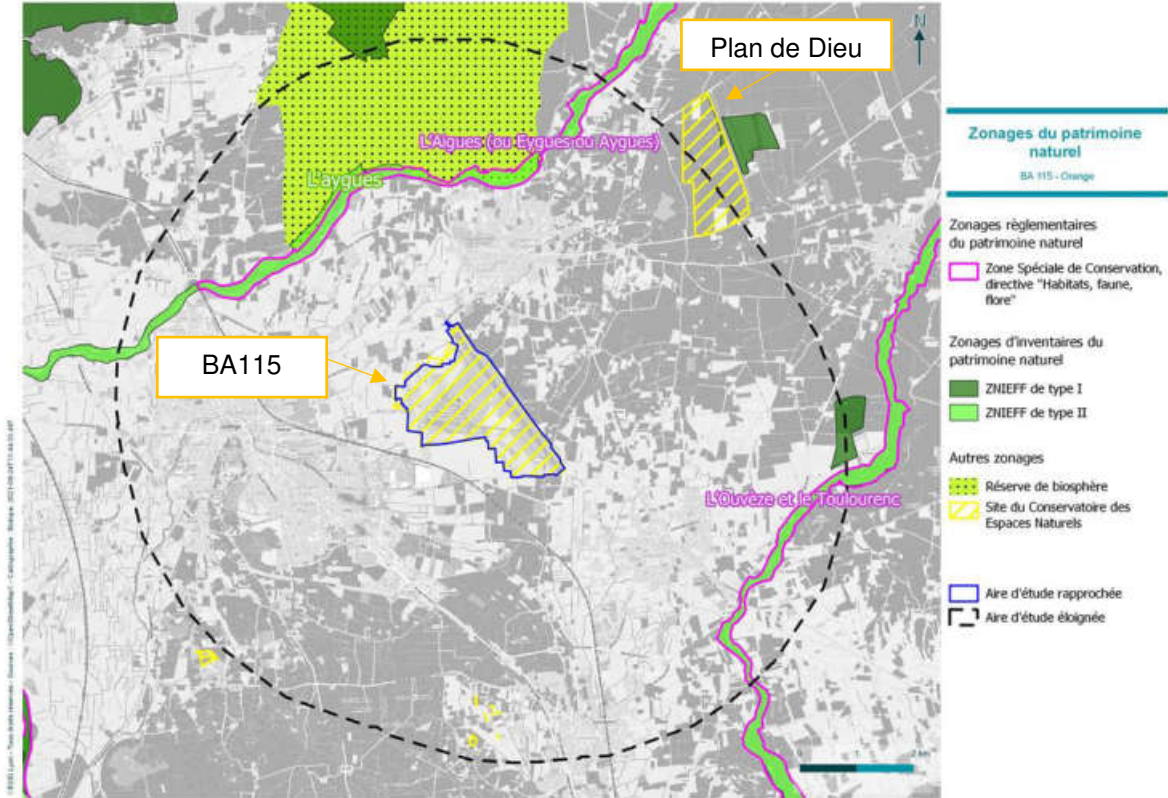 N
Plan de Dieu
L'Aigues (ou Eygues ou Aygues)
L'aygues
BA115
L'Ouvèze et le Toulourenc
0 1 2 km
Zonages du patrimoine
naturel
BA 115 - Orange
Zonages règlementaires
du patrimoine naturel
Zone Spéciale de Conservation,
directive "Habitats, faune,
flore"
Zonages d'inventaires du
patrimoine naturel
ZNIEFF de type I
ZNIEFF de type II
Autres zonages
Réserve de biosphère
Site du Conservatoire des
Espaces Naturels
Aire d'étude rapprochée
Aire d'étude éloignée